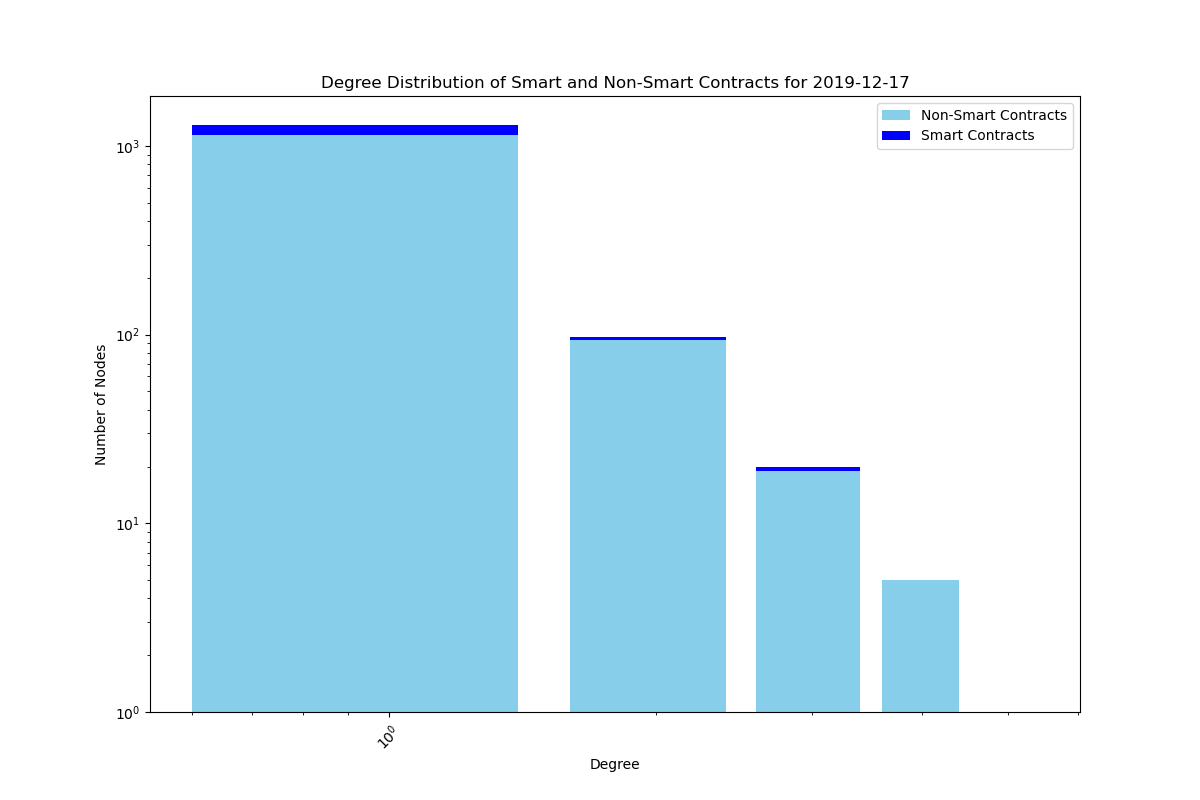 Degree Distribution of Smart and Non-Smart Contracts for 2019-12-17
Non-Smart Contracts
Smart Contracts
10³
10²
10¹
10⁰
Number of Nodes
10⁰
Degree